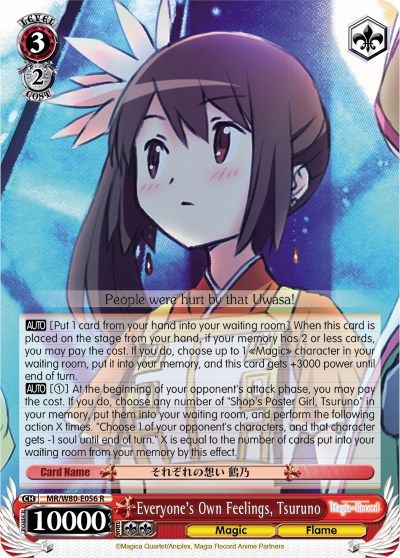 LEVEL
3
2
COST
People were hurt by that Uwasa!
AUTO [Put 1 card from your hand into your waiting room] When this card is
placed on the stage from your hand, if your memory has 2 or less cards,
you may pay the cost. If you do, choose up to 1 «Magic» character in your
waiting room, put it into your memory, and this card gets +3000 power until
end of turn.
AUTO [①] At the beginning of your opponent's attack phase, you may pay
the cost. If you do, choose any number of "Shop's Poster Girl, Tsuruno" in
your memory, put them into your waiting room, and perform the following
action X times. "Choose 1 of your opponent's characters, and that character
gets -1 soul until end of turn." X is equal to the number of cards put into your
waiting room from your memory by this effect.
Card Name
それぞれの想い 鶴乃
CH MR/W80-E056 R
POWER
10000
SOUL
Everyone's Own Feelings, Tsuruno
Magia Record
Magic
Flame
©Magica Quartet/Aniplex, Magia Record Anime Partners